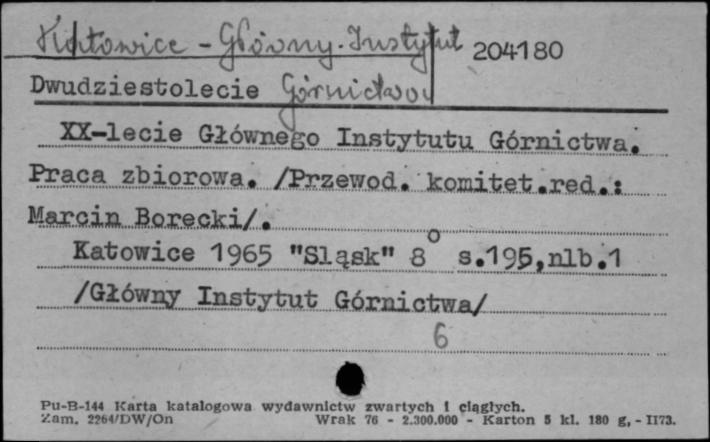 Katowice - Główny Instytut 204180
Dwudziestolecie Górnictwa
XX-lecie Głównego Instytutu Górnictwa.
Praca zbiorowa. /Przewod. komitet.red.:
Marcin Borecki/.
Katowice 1965 "Śląsk" 8° s.195,nlb.1
/Główny Instytut Górnictwa/
6
Pu-B-144 Karta katalogowa wydawnictw zwartych i ciągłych.
Zam. 2264/DW/On Wrak 76 - 2.300.000 - Karton 5 kl. 180 g, - II73.